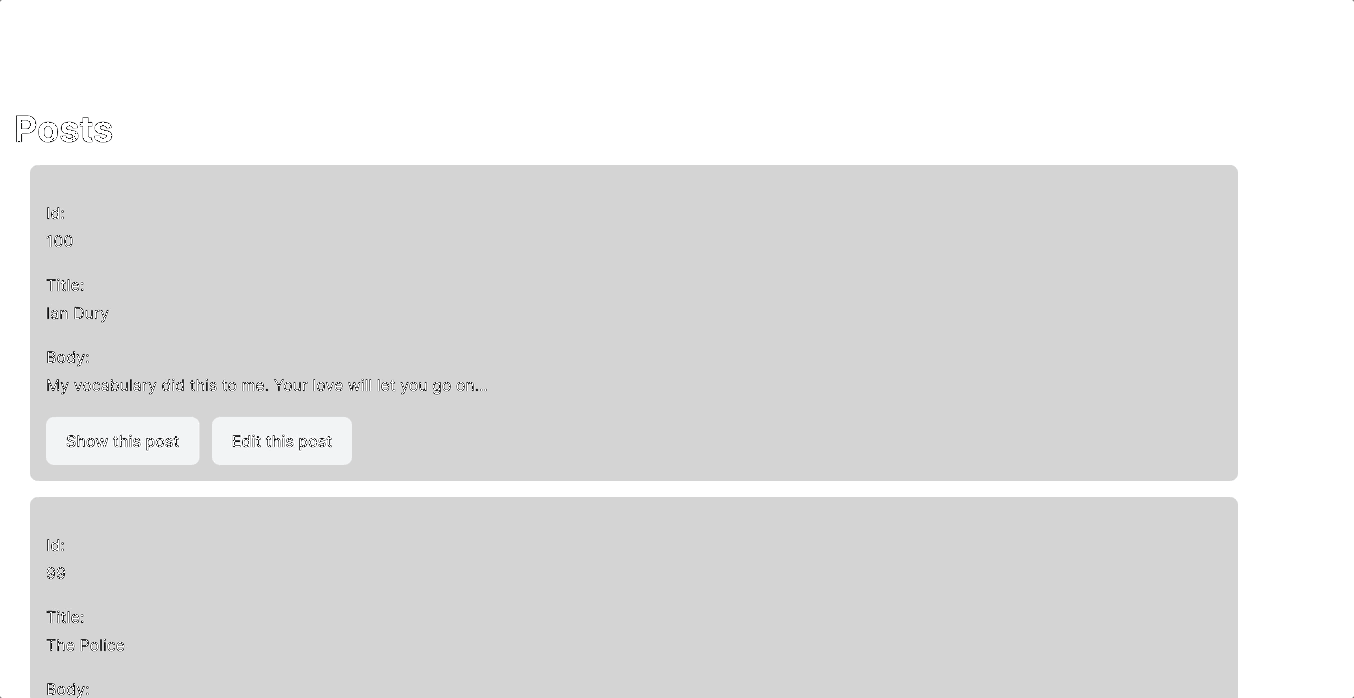 Posts
Id:
100
Title:
Ian Dury
Body:
My vocabulary did this to me. Your love will let you go on...
Show this post
Edit this post
Id:
99
Title:
The Police
Body: